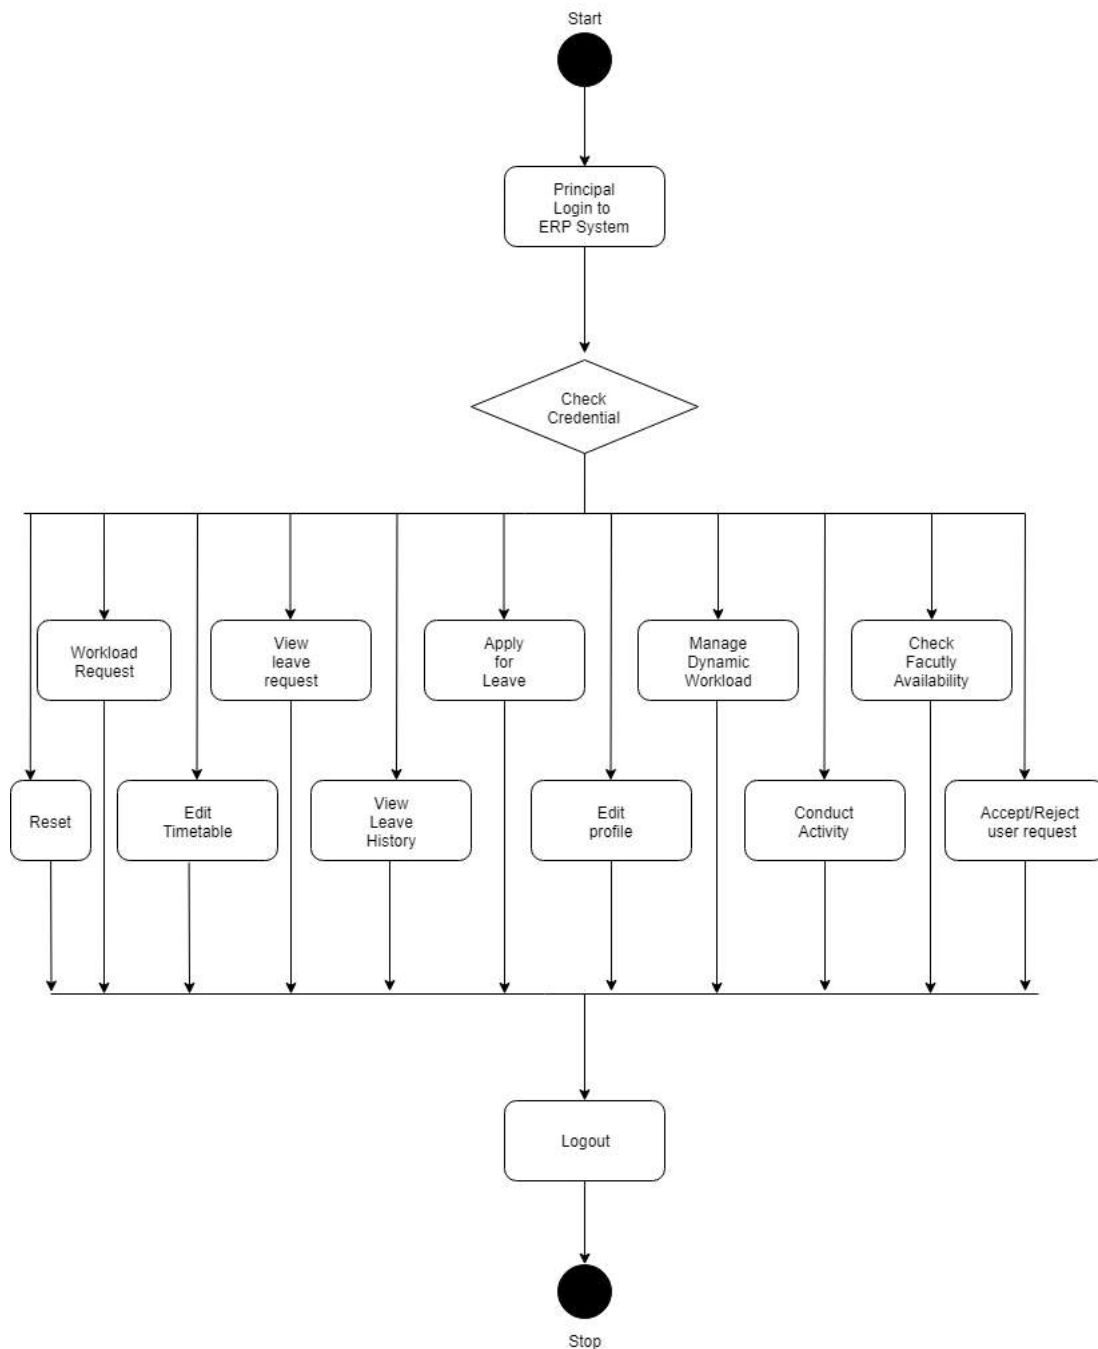 Start
Principal
Login to
ERP System
Check
Credential
Workload
Request
View
leave
request
Apply
for
Leave
Manage
Dynamic
Workload
Check
Facutly
Availability
Reset
Edit
Timetable
View
Leave
History
Edit
profile
Conduct
Activity
Accept/Reject
user request
Logout
Stop